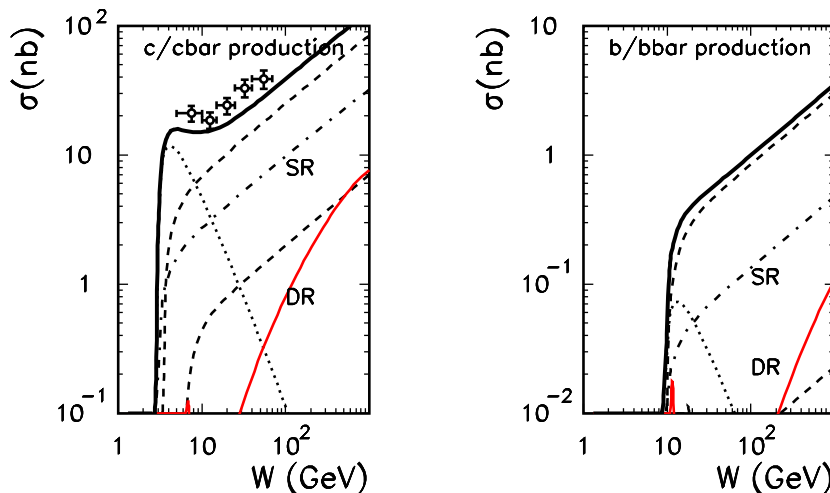 c/cbar production
σ(nb)
10²
10
1
10⁻¹
SR
DR
1
10
10²
W (GeV)
b/bbar production
σ(nb)
10
1
10⁻¹
10⁻²
SR
DR
1
10
10²
W (GeV)